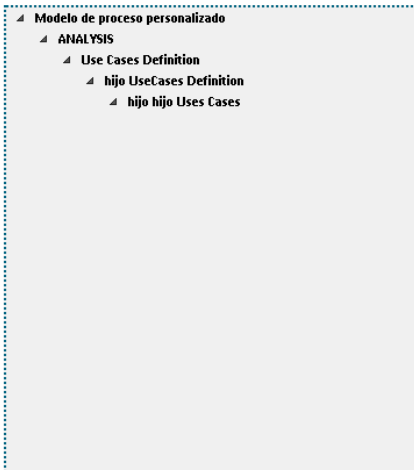 Modelo de proceso personalizado
ANALYSIS
Use Cases Definition
hijo UseCases Definition
hijo hijo Uses Cases